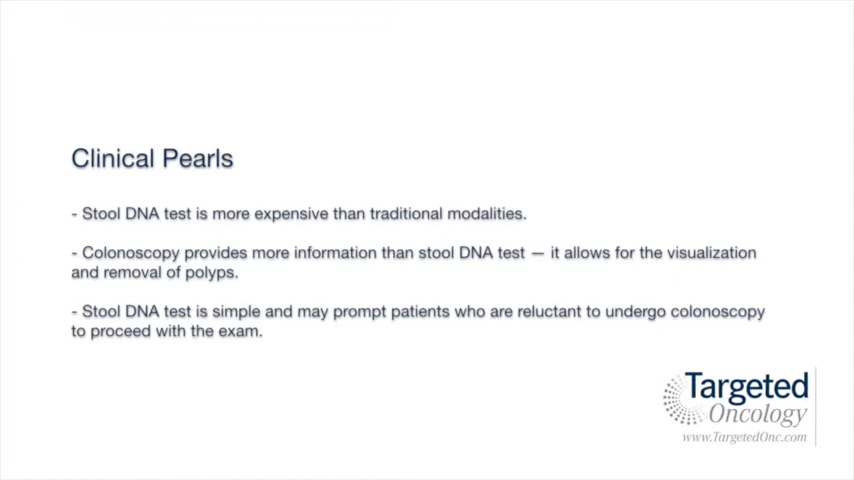 Clinical Pearls
- Stool DNA test is more expensive than traditional modalities.
- Colonoscopy provides more information than stool DNA test — it allows for the visualization
and removal of polyps.
- Stool DNA test is simple and may prompt patients who are reluctant to undergo colonoscopy
to proceed with the exam.
Targeted
Oncology
www.TargetedOnc.com